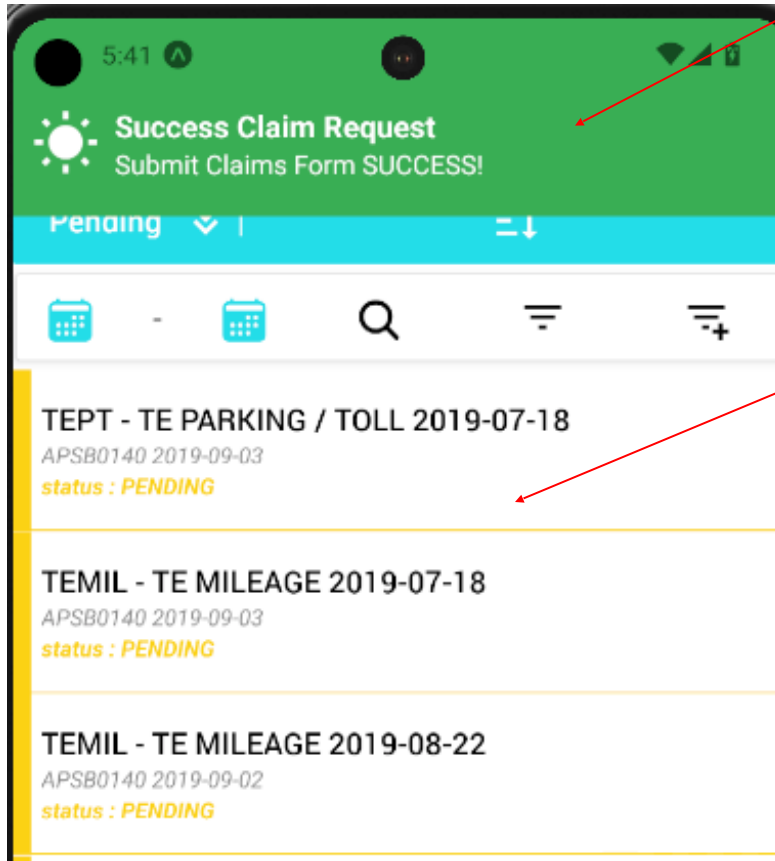 5:41
Success Claim Request
Submit Claims Form SUCCESS!
Pending
-
TEPT - TE PARKING / TOLL 2019-07-18
APSB0140 2019-09-03
status : PENDING
TEMIL - TE MILEAGE 2019-07-18
APSB0140 2019-09-03
status : PENDING
TEMIL - TE MILEAGE 2019-08-22
APSB0140 2019-09-02
status : PENDING